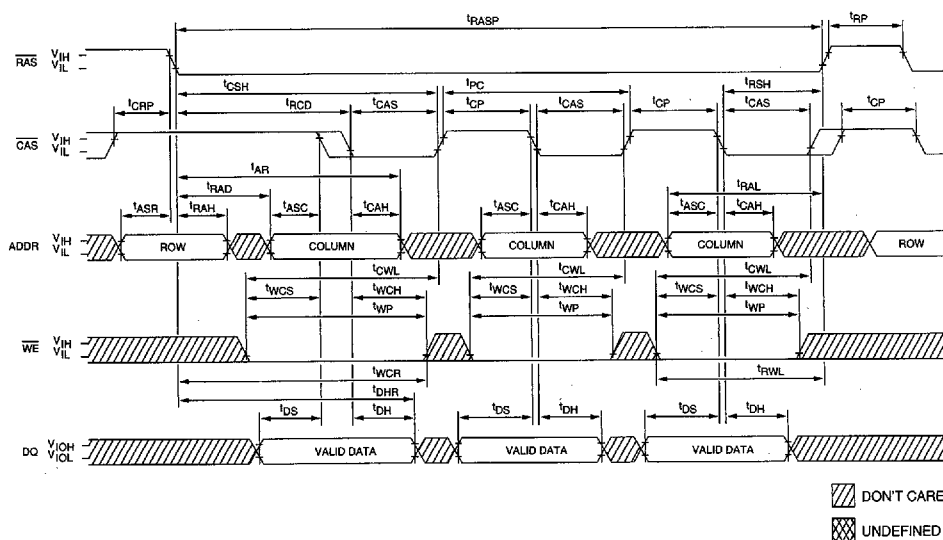 tRASP
tRP
RAS VIH
VIL
tCSH
tPC
tRSH
tCRP
tRCD
tCAS
tCP
tCAS
tCP
tCAS
tCP
CAS VIH
VIL
tAR
tRAD
tRAL
tASR
tRAH
tASC
tCAH
tASC
tCAH
tASC
tCAH
ADDR VIH
VIL
ROW
COLUMN
COLUMN
COLUMN
ROW
tCWL
tCWL
tCWL
tWCS
tWCH
tWCS
tWCH
tWCS
tWCH
tWP
tWP
tWP
WE VIH
VIL
tWCR
tRWL
tDHR
tDS
tDH
tDS
tDH
tDS
tDH
DQ VIOH
VIOL
VALID DATA
VALID DATA
VALID DATA
DON'T CARE
UNDEFINED